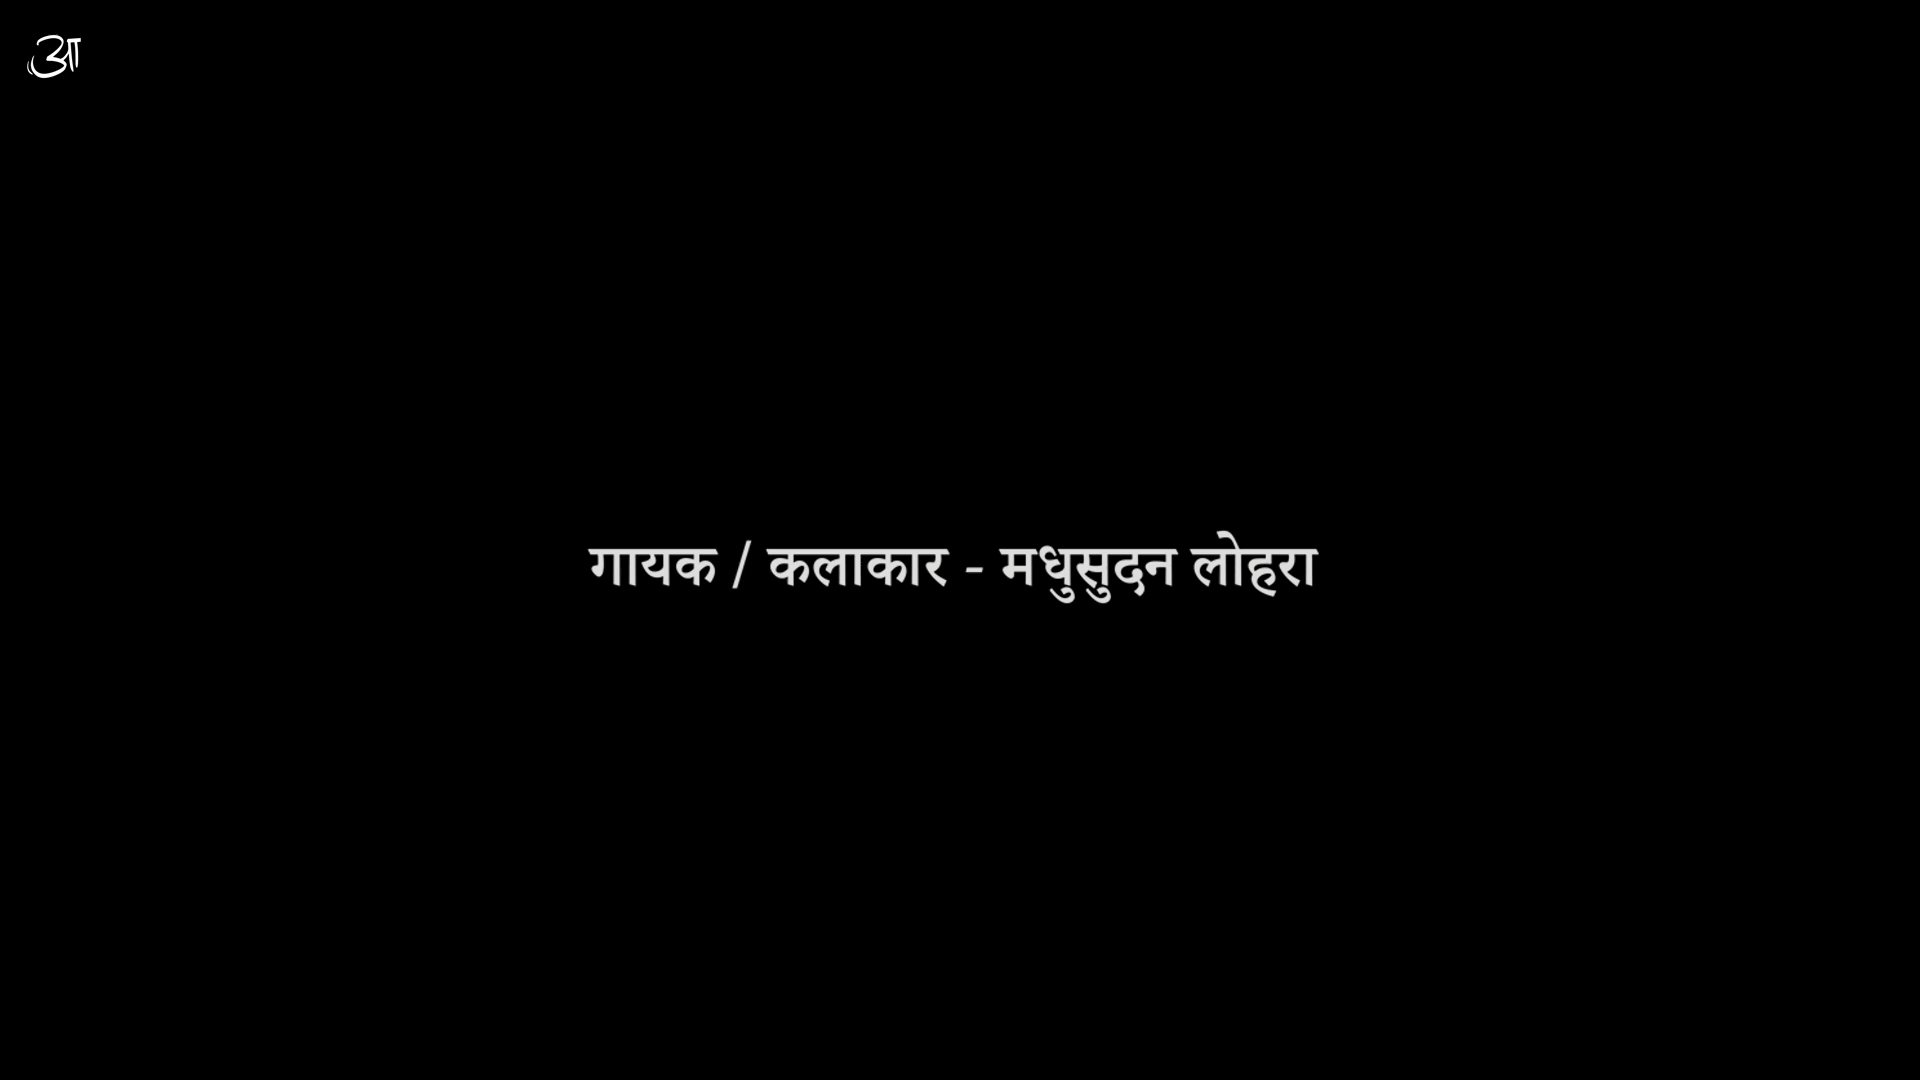 आ
गायक / कलाकार - मधुसुदन लोहरा